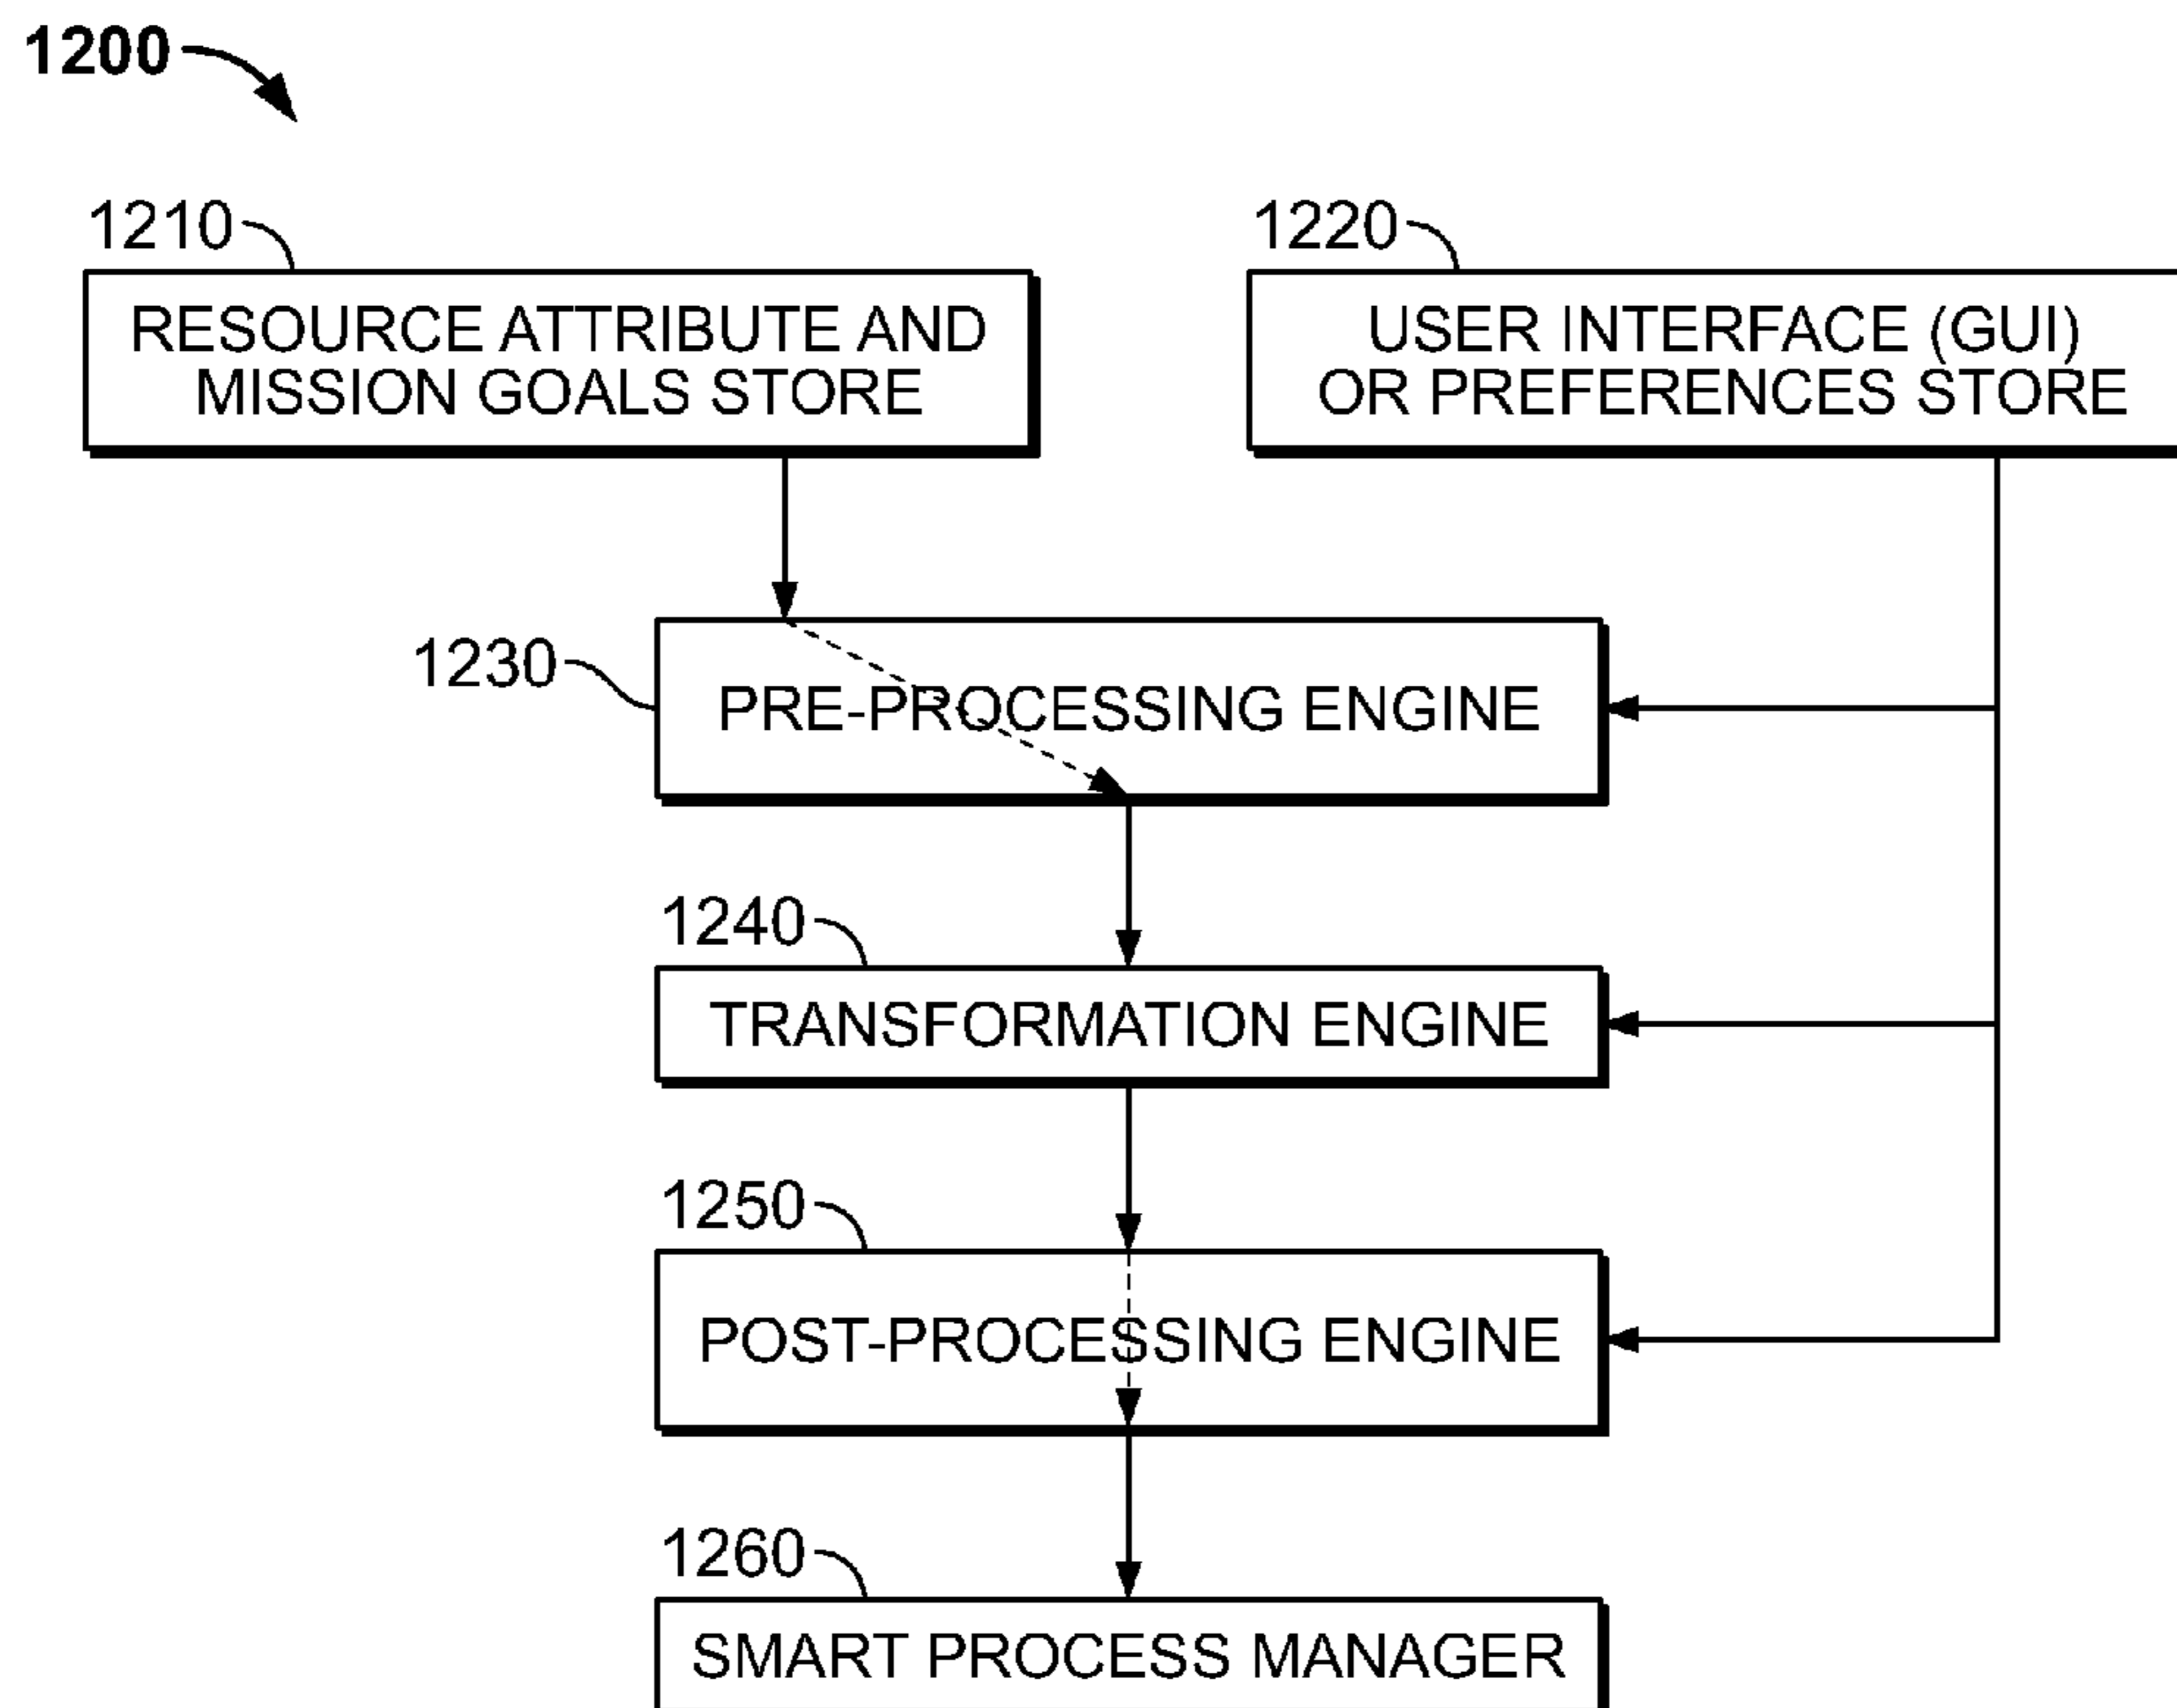 1200
1210
RESOURCE ATTRIBUTE AND
MISSION GOALS STORE
1220
USER INTERFACE (GUI)
OR PREFERENCES STORE
1230
PRE-PROCESSING ENGINE
1240
TRANSFORMATION ENGINE
1250
POST-PROCESSING ENGINE
1260
SMART PROCESS MANAGER